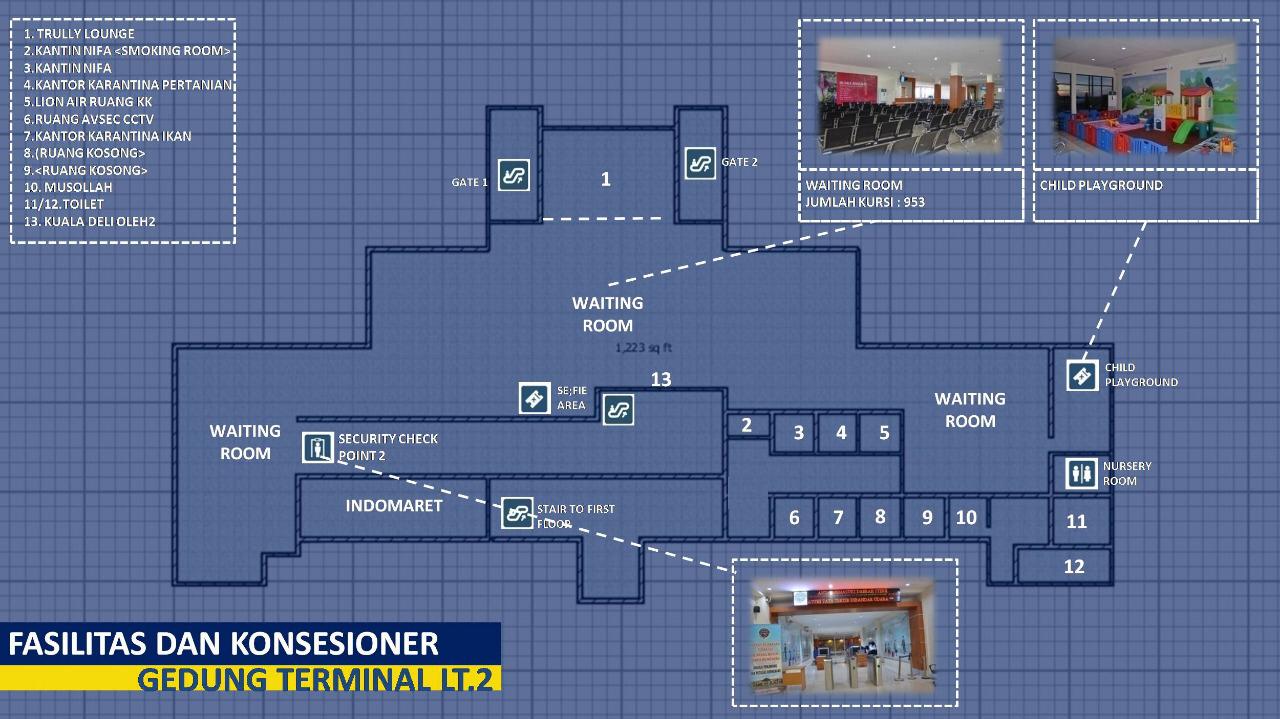 1. TRULLY LOUNGE
2.KANTIN NIFA <SMOKING ROOM>
3.KANTIN NIFA
4.KANTOR KARANTINA PERTANIAN
5.LION AIR RUANG KK
6.RUANG AVSEC CCTV
7.KANTOR KARANTINA IKAN
8.(RUANG KOSONG>
9.<RUANG KOSONG>
10. MUSOLLAH
11/12.TOILET
13. KUALA DELI OLEH2
WAITING ROOM
JUMLAH KURSI : 953
CHILD PLAYGROUND
GATE 1
1
GATE 2
WAITING
ROOM
1,223 sq ft
13
SE;FIE
AREA
CHILD
PLAYGROUND
WAITING
ROOM
WAITING
ROOM
SECURITY CHECK
POINT 2
2
3
4
5
NURSERY
ROOM
INDOMARET
STAIR TO FIRST
FLOOR
6
7
8
9
10
11
12
FASILITAS DAN KONSESIONER
GEDUNG TERMINAL LT.2